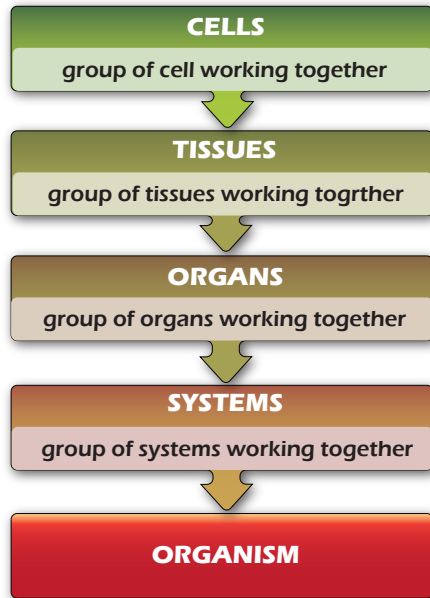 CELLS
group of cell working together
TISSUES
group of tissues working togrther
ORGANS
group of organs working together
SYSTEMS
group of systems working together
ORGANISM